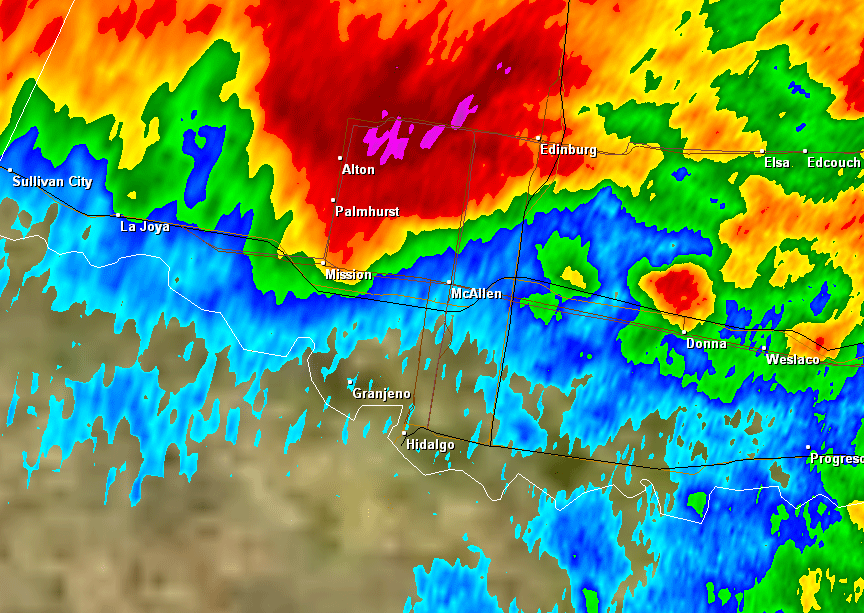 Edinburg
Elsa
Edcouch
Alton
Sullivan City
Palmhurst
La Joya
Mission
McAllen
Donna
Weslaco
Granjeno
Hidalgo
Progreso